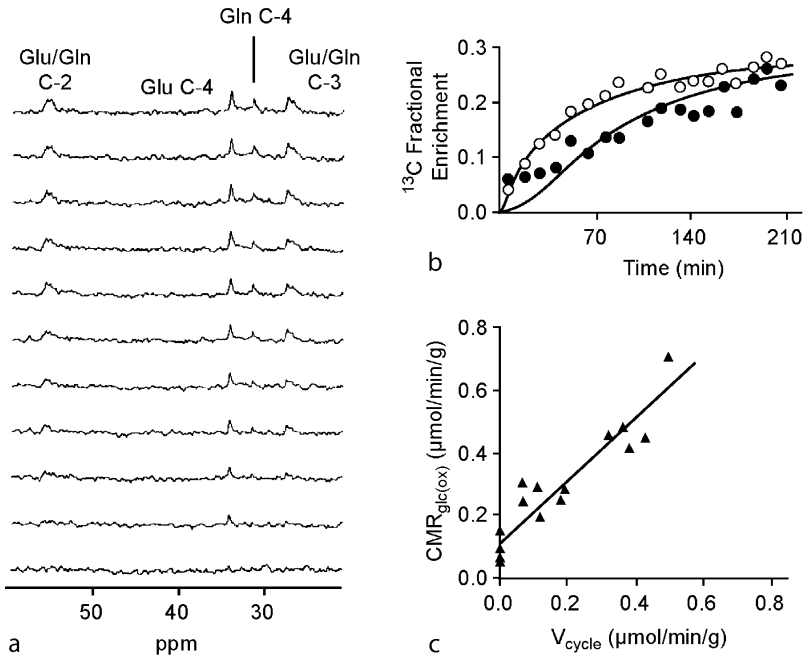 Gln C-4
Glu/Gln
C-2
Glu C-4
Glu/Gln
C-3
50
40
30
ppm
a
0.3
0.2
0.1
0.0
13C Fractional
Enrichment
70
140
210
Time (min)
b
0.8
0.6
0.4
0.2
0.0
CMRglc(ox) (µmol/min/g)
0.0
0.2
0.4
0.6
0.8
Vcycle (µmol/min/g)
c